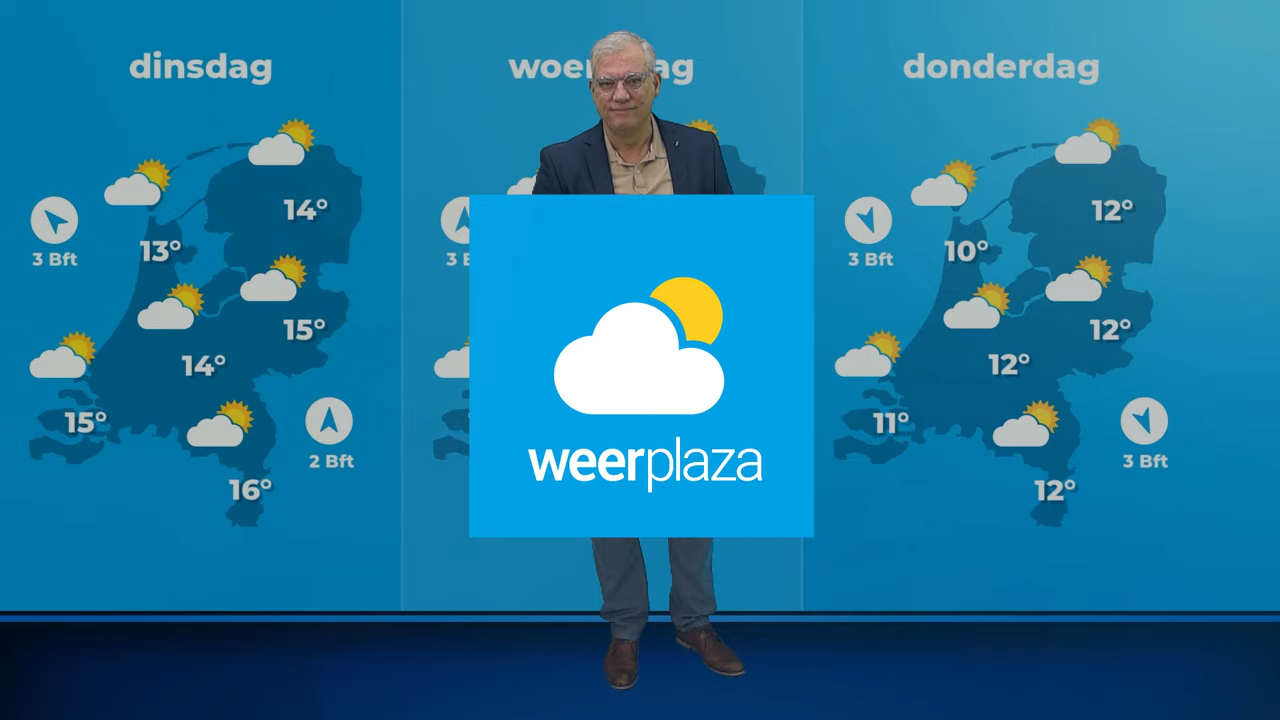 dinsdag
14°
13°
3 Bft
15°
14°
15°
2 Bft
16°
weerplaza
donderdag
12°
10°
3 Bft
12°
12°
11°
3 Bft
12°